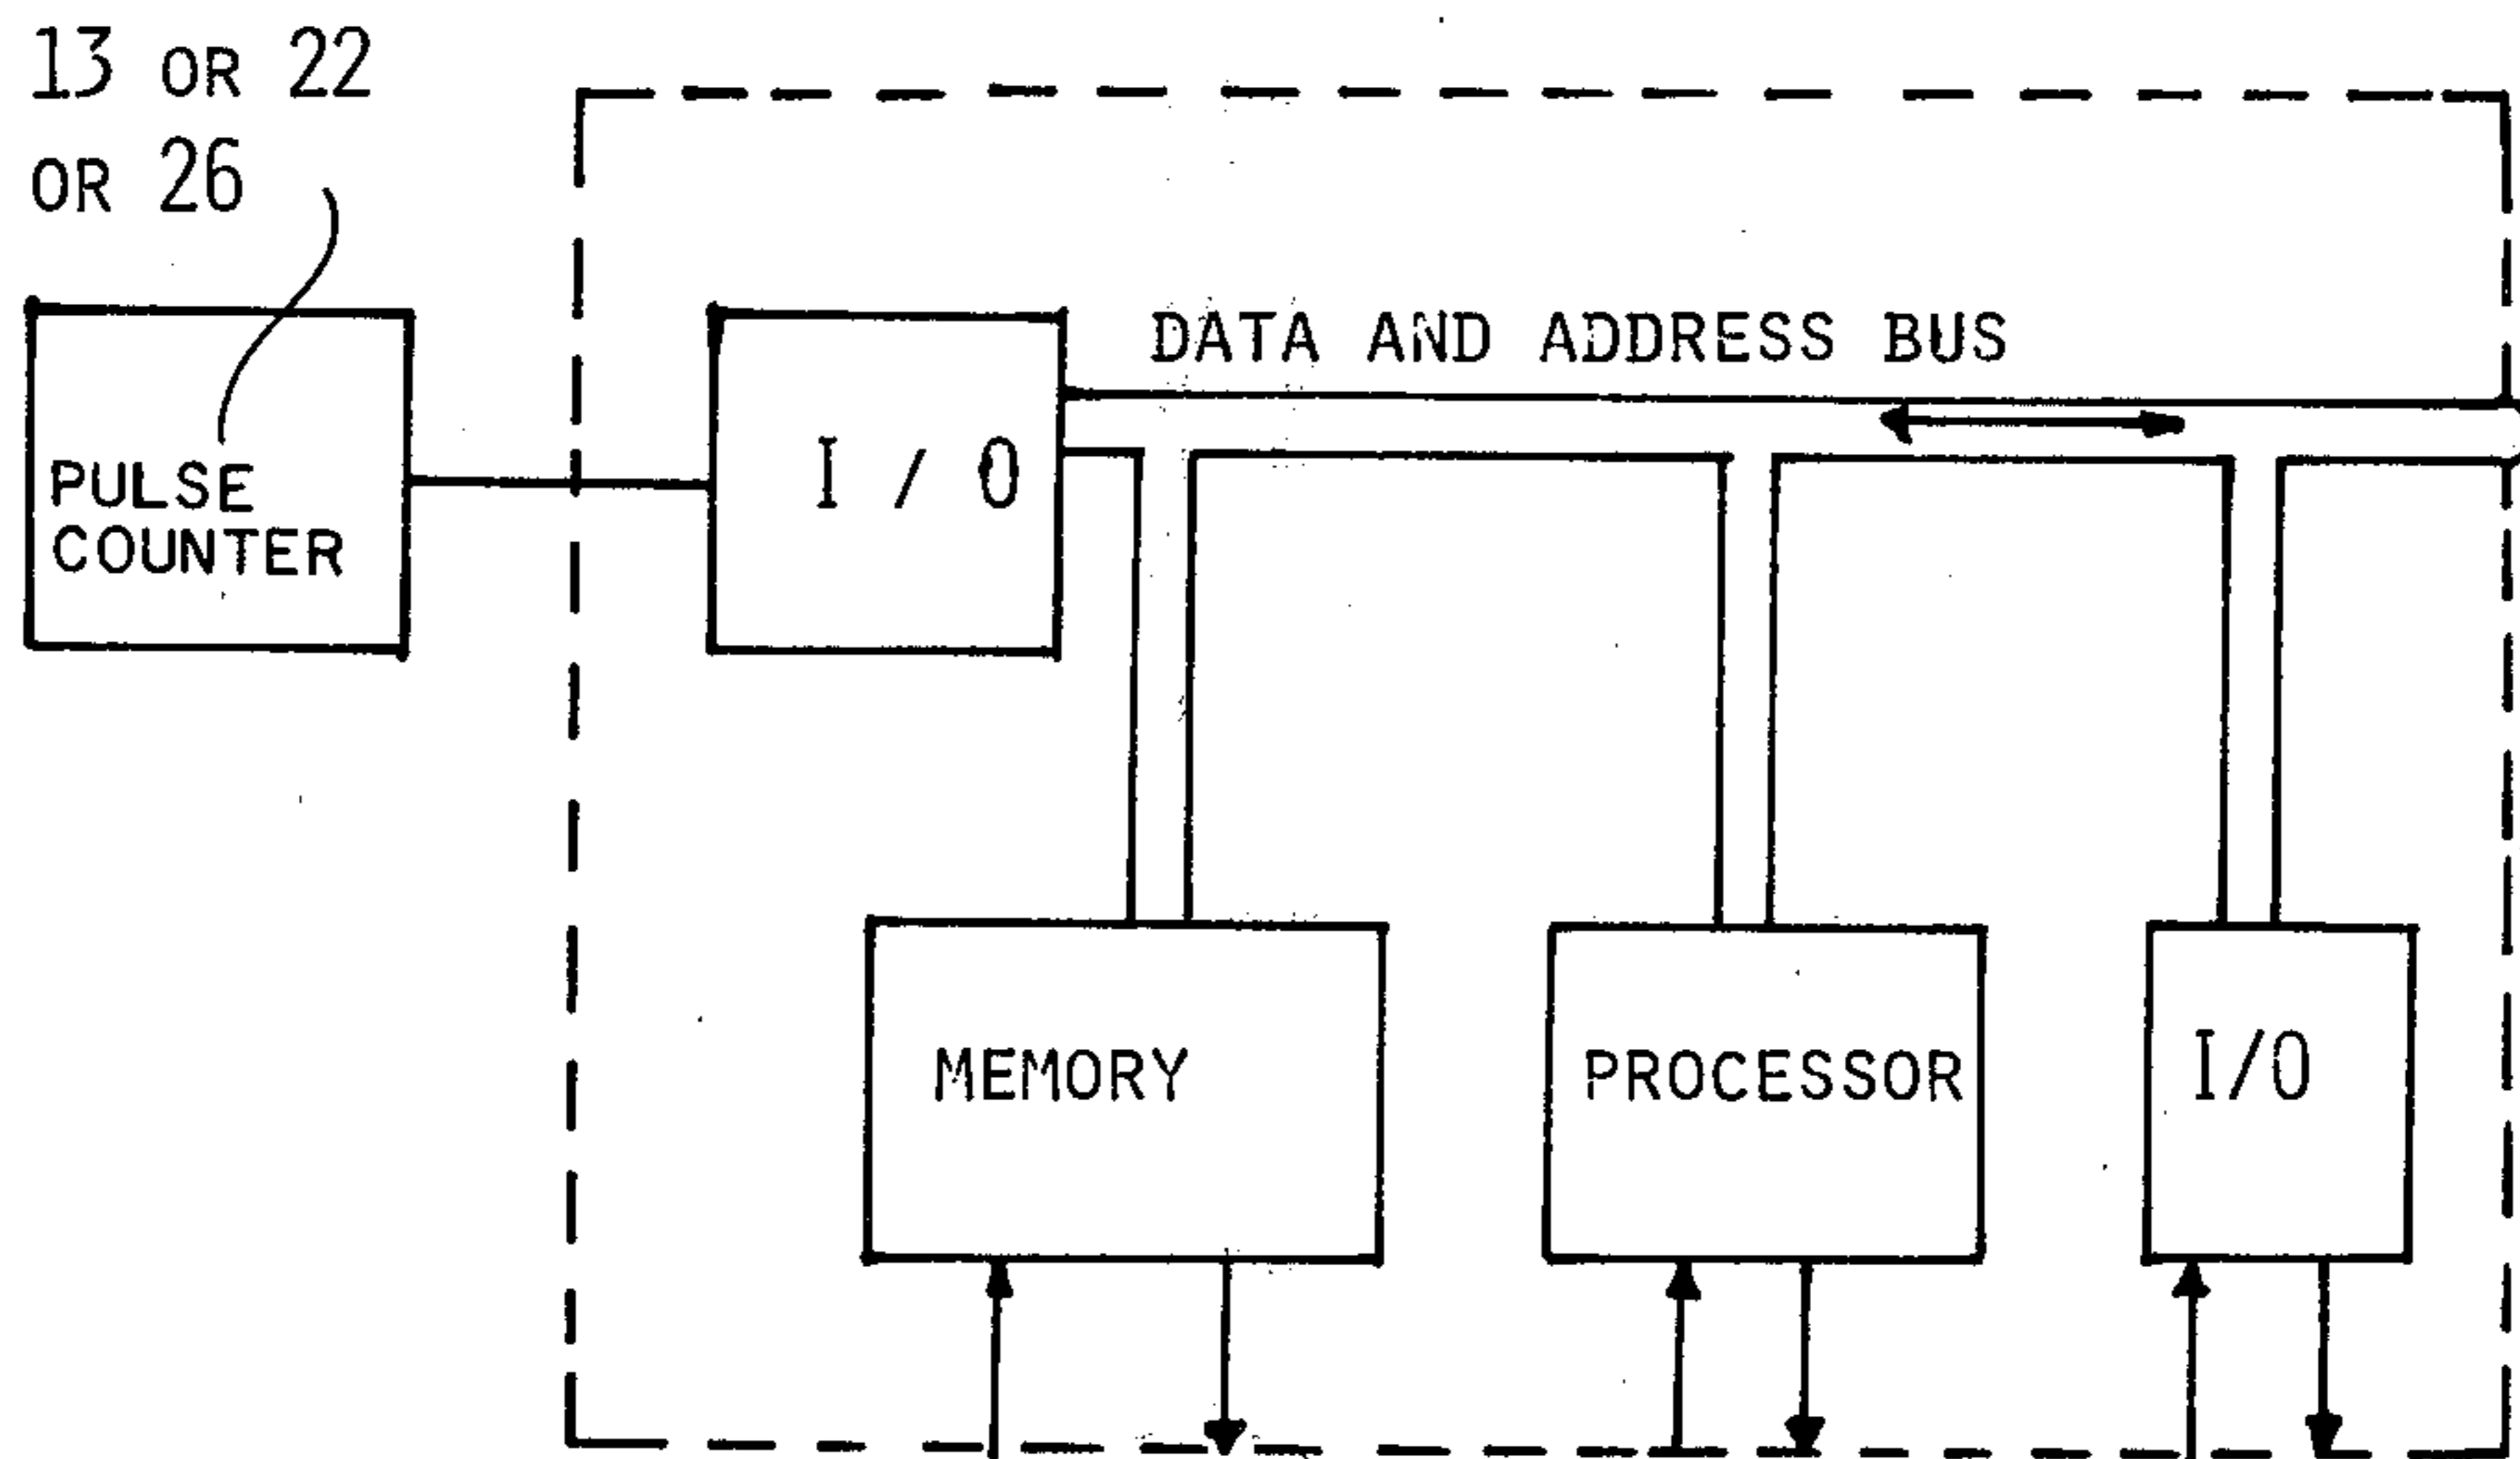 13 OR 22
OR 26
PULSE
COUNTER
I / O
DATA AND ADDRESS BUS
MEMORY
PROCESSOR
I/O